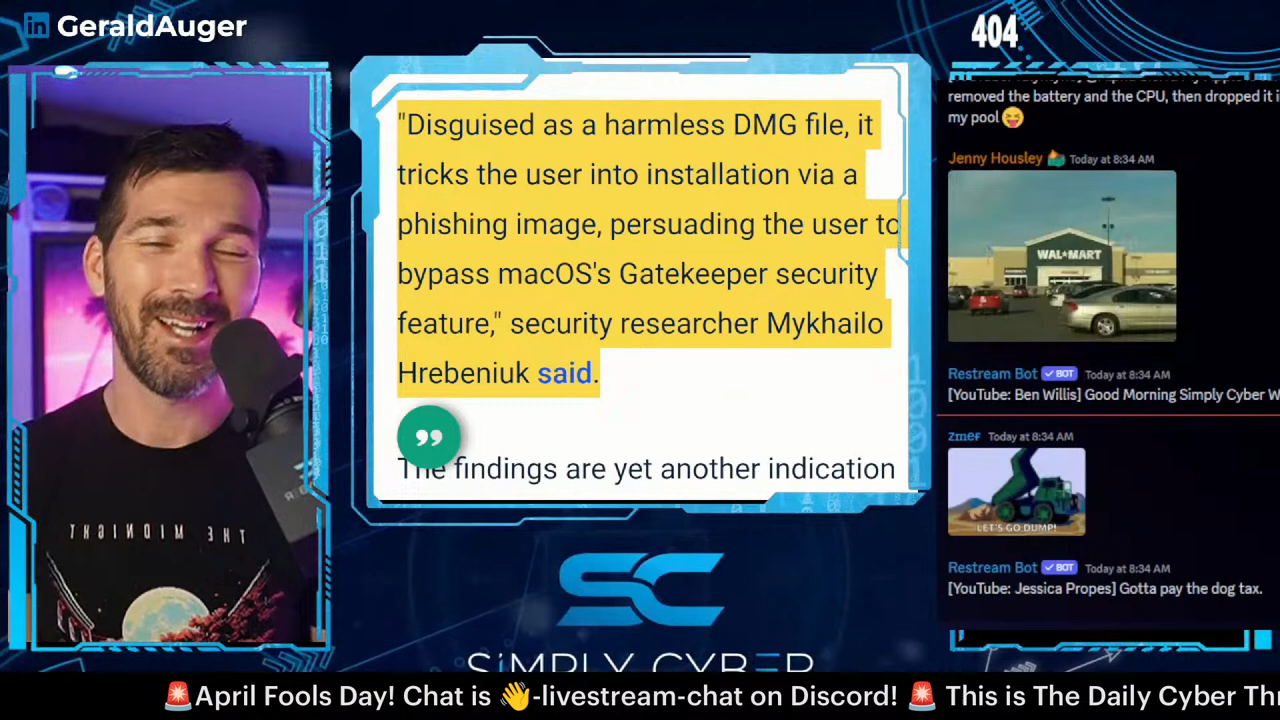 in GeraldAuger
404
"Disguised as a harmless DMG file, it
tricks the user into installation via a
phishing image, persuading the user to
bypass macOS's Gatekeeper security
feature," security researcher Mykhailo
Hrebeniuk said.
The findings are yet another indication
removed the battery and the CPU, then dropped it i
my pool 😝
Jenny Housley Today at 8:34 AM
WAL★MART
Restream Bot ✓ BOT Today at 8:34 AM
[YouTube: Ben Willis] Good Morning Simply Cyber W
zmef Today at 8:34 AM
LET'S GO DUMP!
Restream Bot ✓ BOT Today at 8:34 AM
[YouTube: Jessica Propes] Gotta pay the dog tax.
THE MIDNIGHT
SC
SIMPLY CYBER
🚨April Fools Day! Chat is 👋-livestream-chat on Discord! 🚨 This is The Daily Cyber Th